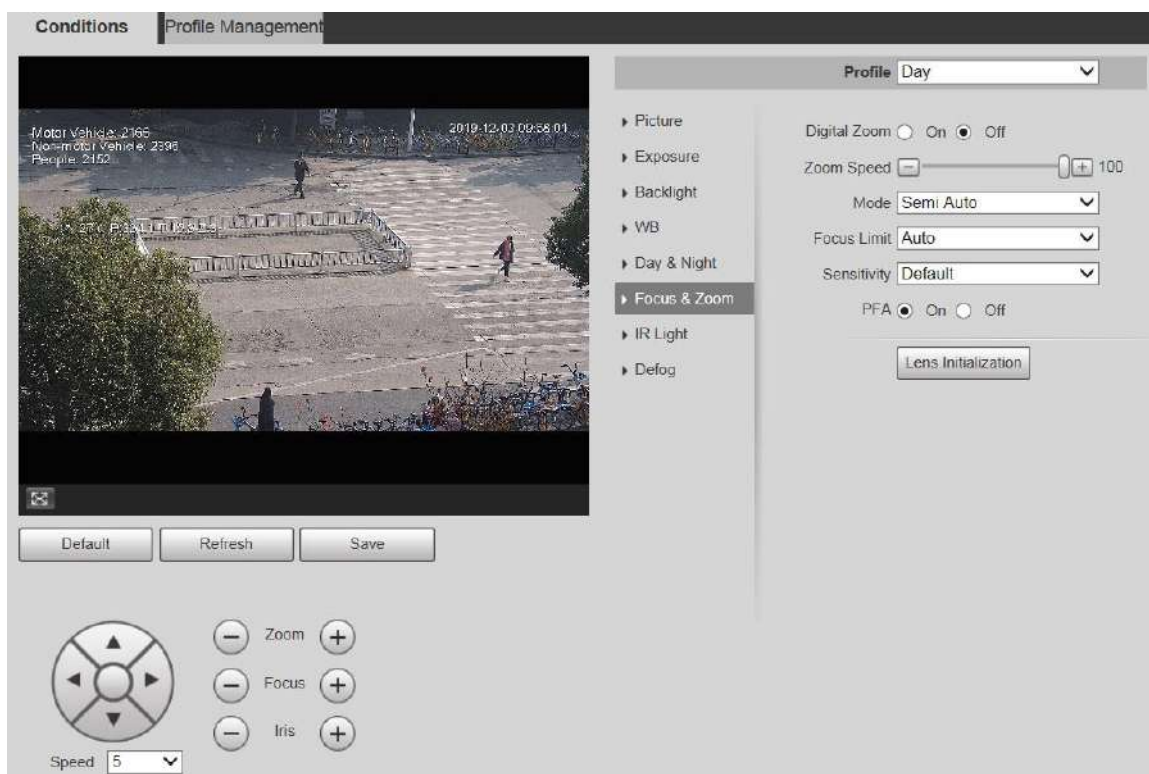 Conditions
Profile Management
Motor Vehicle: 2166
Non-motor Vehicle: 2396
People: 2152
2019-12-03 09:58:01
Profile Day
Picture
Exposure
Backlight
WB
Day & Night
Focus & Zoom
IR Light
Defog
Digital Zoom On Off
Zoom Speed 100
Mode Semi Auto
Focus Limit Auto
Sensitivity Default
PFA On Off
Lens Initialization
Default Refresh Save
Zoom
Focus
Iris
Speed 5